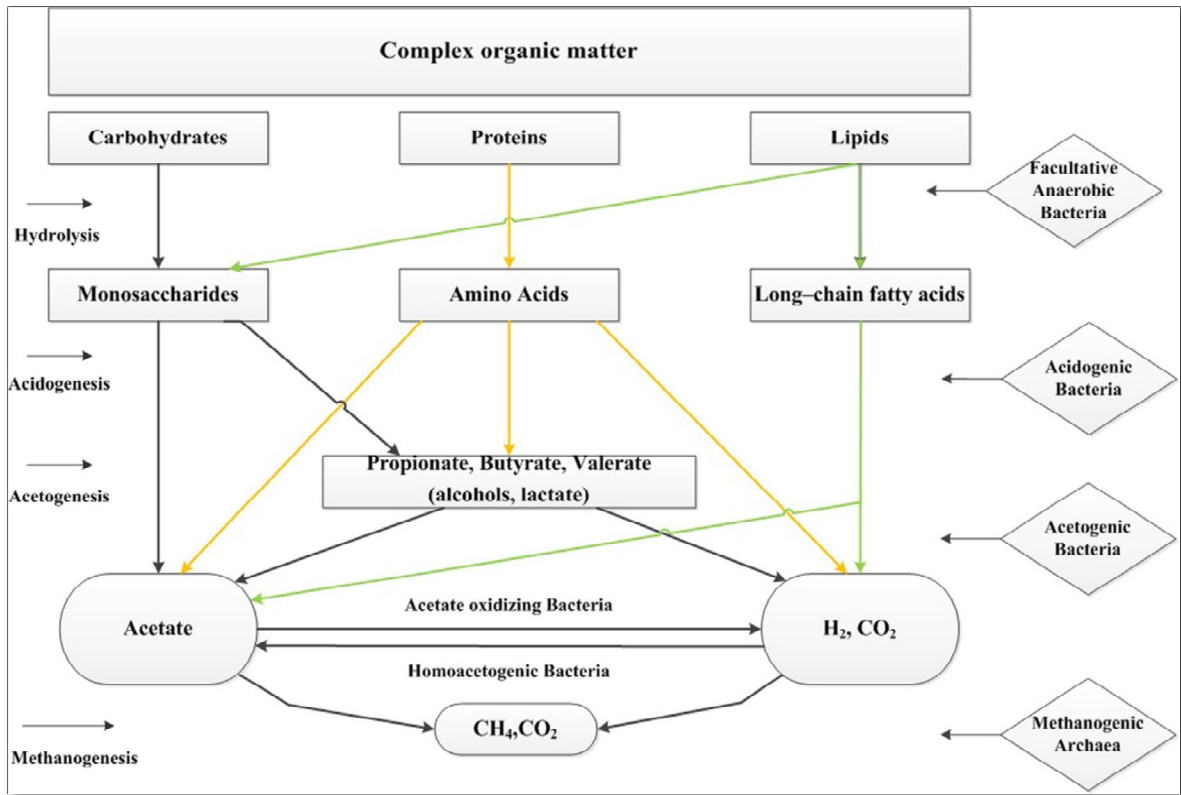 Complex organic matter
Carbohydrates
Proteins
Lipids
Facultative
Anaerobic
Bacteria
Hydrolysis
Monosaccharides
Amino Acids
Long–chain fatty acids
Acidogenesis
Acidogenic
Bacteria
Propionate, Butyrate, Valerate
(alcohols, lactate)
Acetogenesis
Acetogenic
Bacteria
Acetate oxidizing Bacteria
Acetate
H₂, CO₂
Homoacetogenic Bacteria
CH₄,CO₂
Methanogenesis
Methanogenic
Archaea